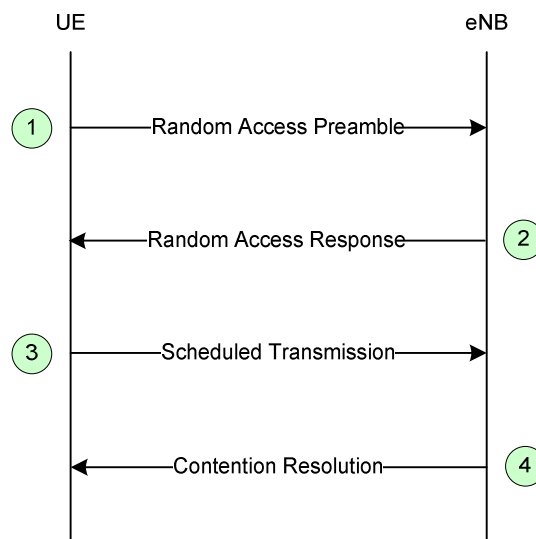 UE
eNB
1
Random Access Preamble
Random Access Response
2
3
Scheduled Transmission
Contention Resolution
4